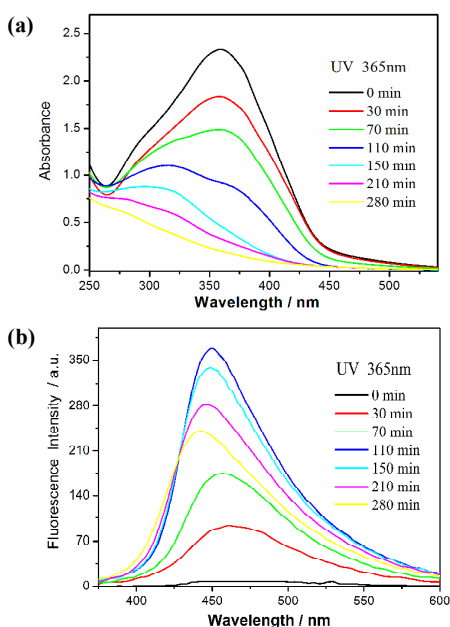 (a)
UV 365nm
0 min
30 min
70 min
110 min
150 min
210 min
280 min
Absorbance
2.5
2.0
1.5
1.0
0.5
0.0
250 300 350 400 450 500
Wavelength / nm
(b)
UV 365nm
0 min
30 min
70 min
110 min
150 min
210 min
280 min
Fluorescence Intensity / a.u.
350
280
210
140
70
0
400 450 500 550 600
Wavelength / nm